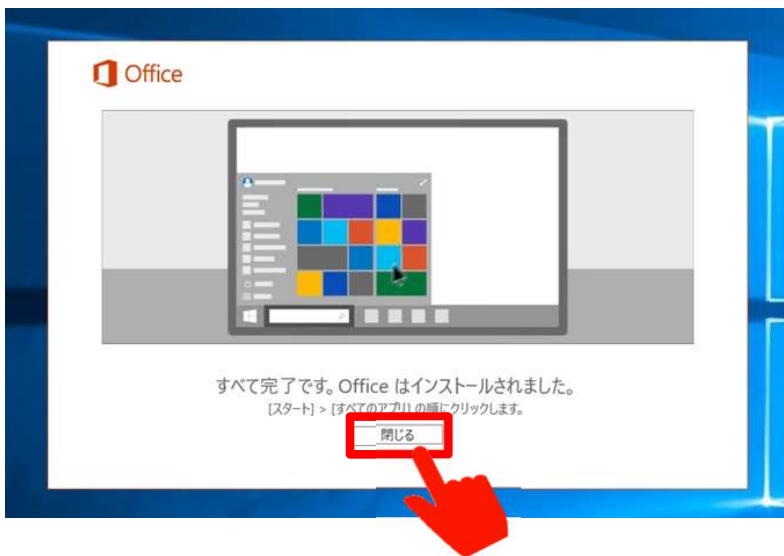 Office
すべて完了です。Office はインストールされました。
[スタート] > [すべてのアプリ] の順にクリックします。
閉じる